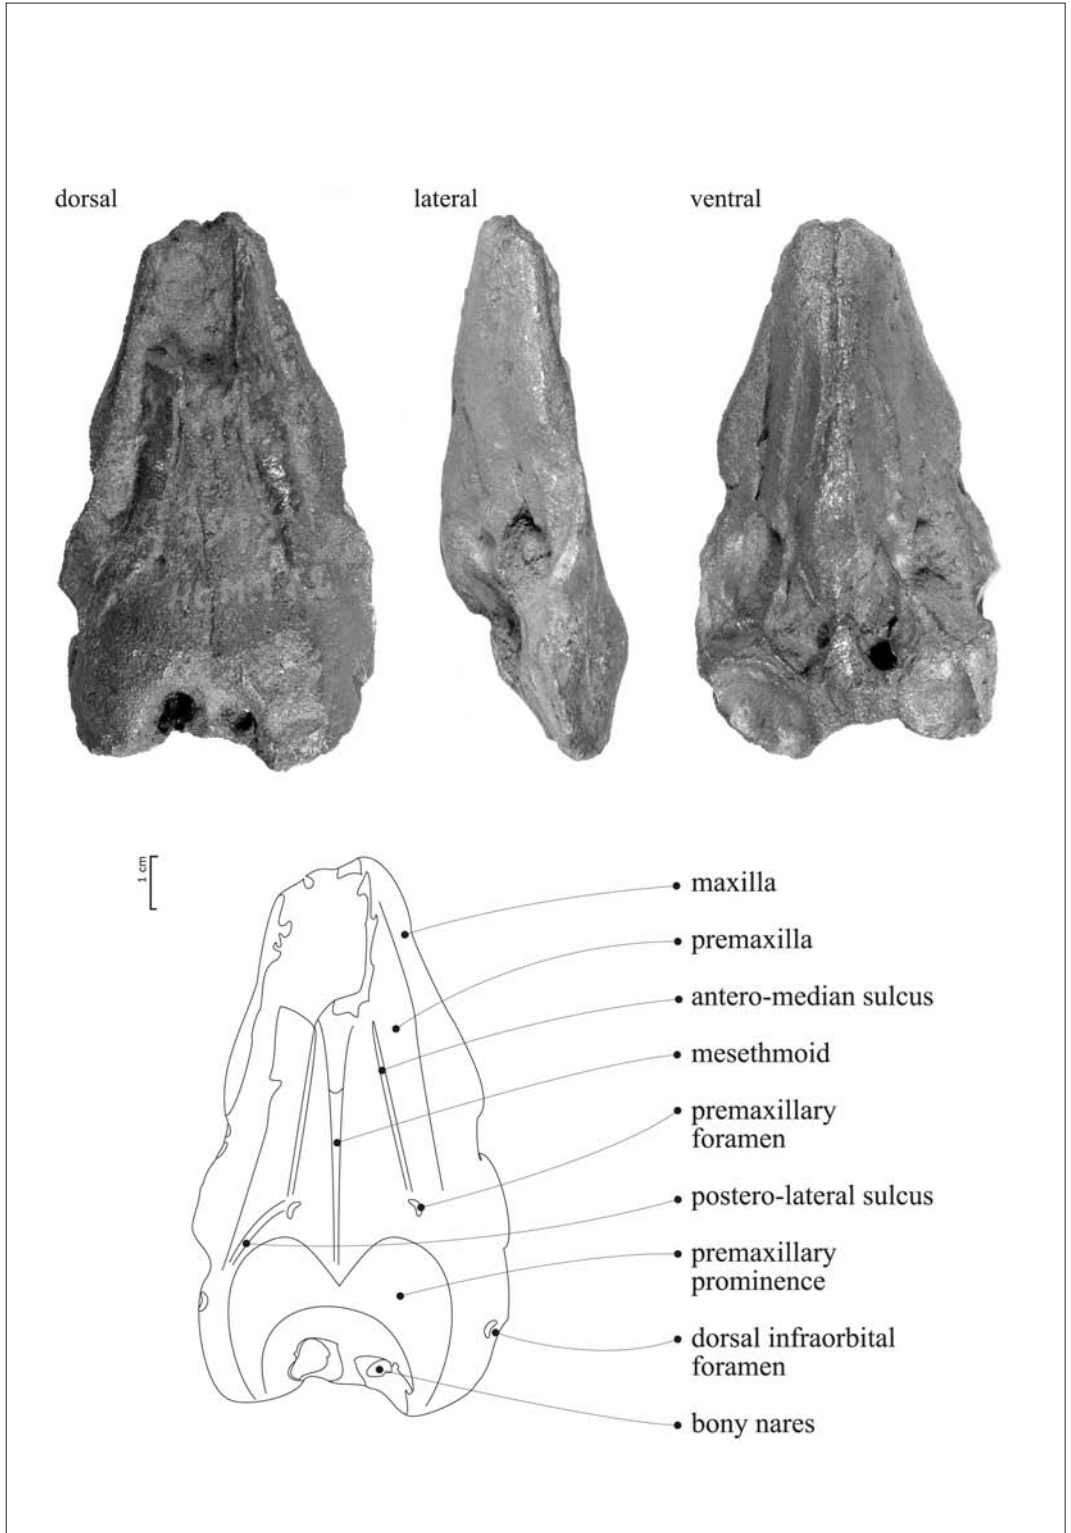 dorsal
lateral
ventral
1 cm
maxilla
premaxilla
antero-median sulcus
mesethmoid
premaxillary
foramen
postero-lateral sulcus
premaxillary
prominence
dorsal infraorbital
foramen
bony nares